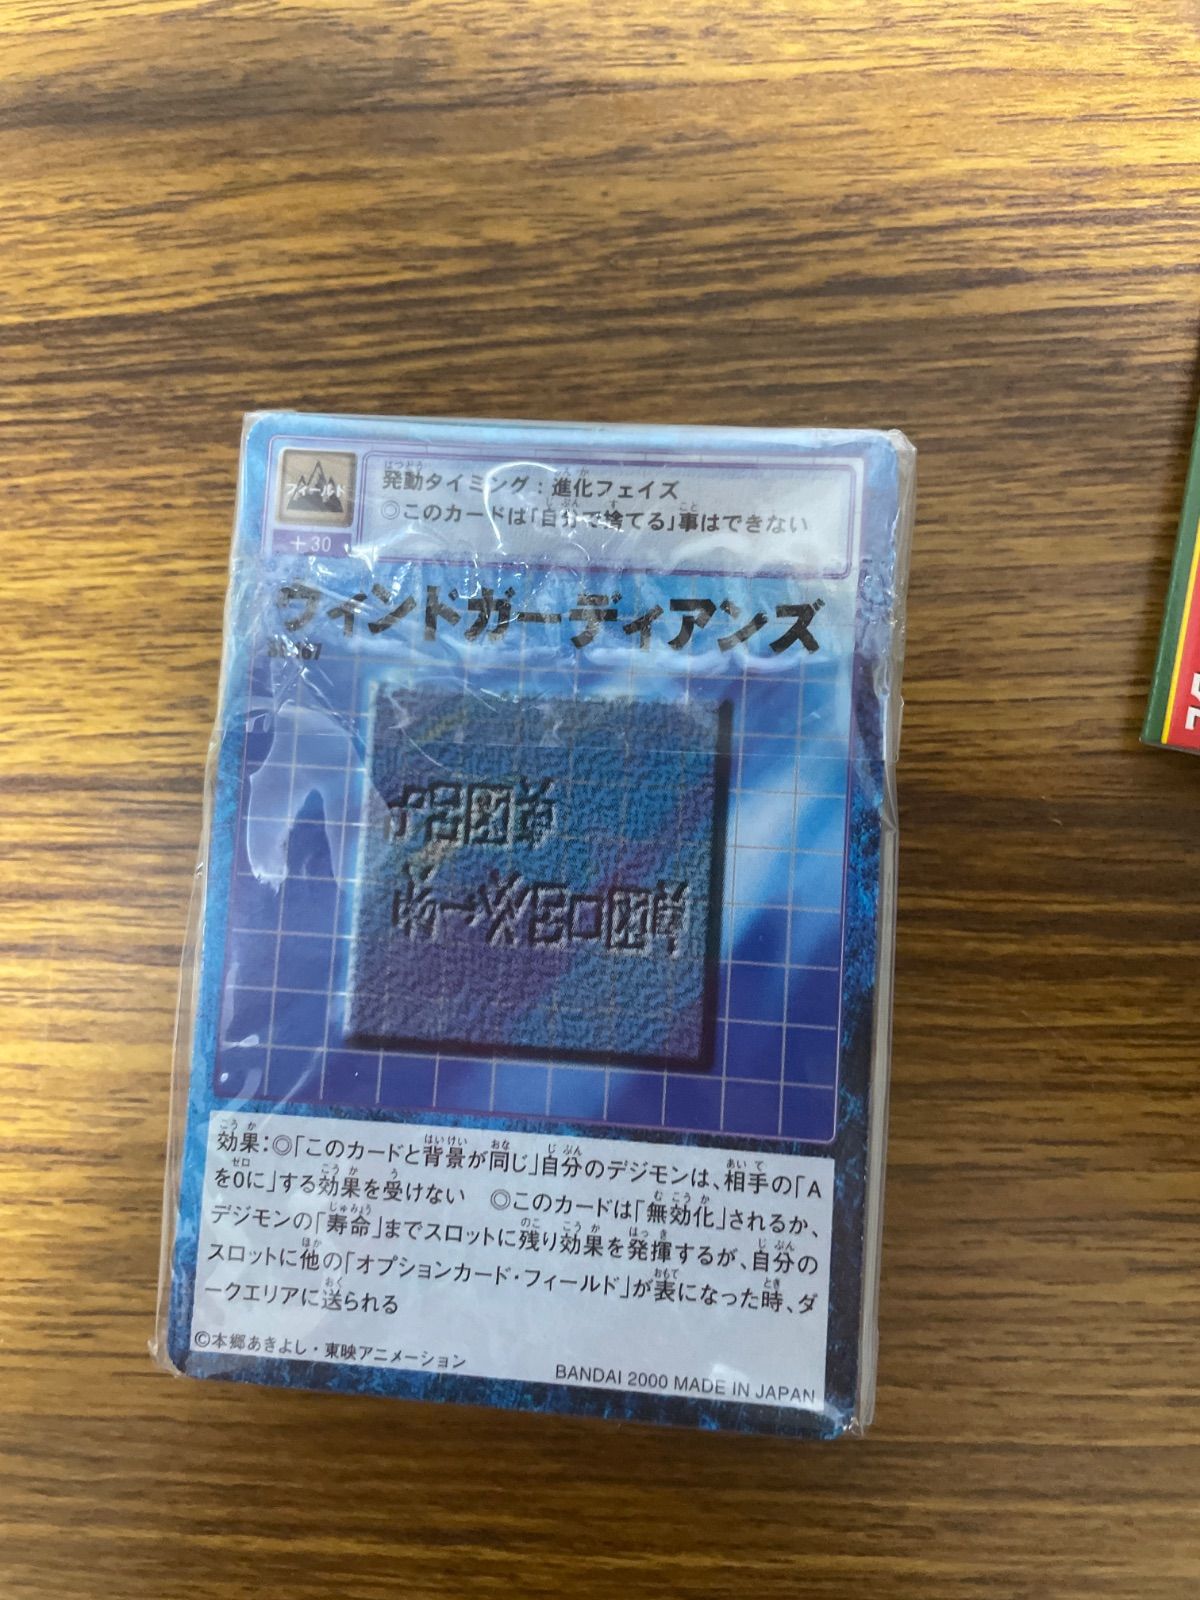 発動タイミング:進化フェイズ
フィールド
◎このカードは「自分で捨てる」事はできない
+30
ウィンドガーディアンズ
効果:◎「このカードと背景が同じ」自分のデジモンは、相手の「A
を0に」する効果を受けない ◎このカードは「無効化」されるか、
デジモンの「寿命」までスロットに残り効果を発揮するが、自分の
スロットに他の「オプションカード・フィールド」が表になった時、ダ
ークエリアに送られる
©本郷あきよし・東映アニメーション
BANDAI 2000 MADE IN JAPAN